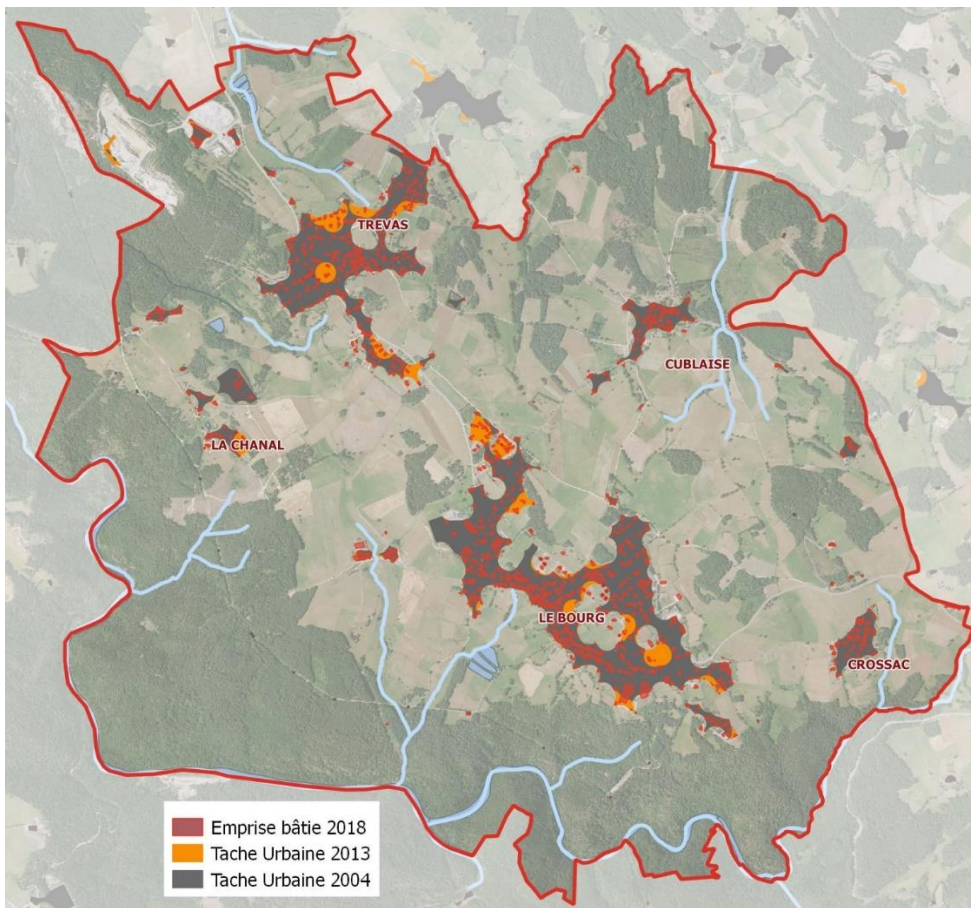 TREVAS
CUBLAISE
LA CHANAL
LE BOURG
CROSSAC
Emprise bâtie 2018
Tache Urbaine 2013
Tache Urbaine 2004